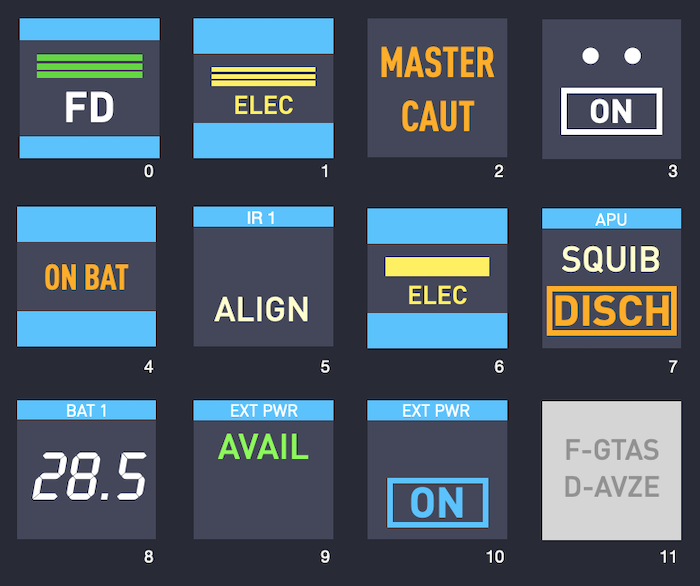 FD
0
ELEC
1
MASTER
CAUT
2
ON
3
ON BAT
4
IR 1
ALIGN
5
ELEC
6
APU
SQUIB
DISCH
7
BAT 1
28.5
8
EXT PWR
AVAIL
9
EXT PWR
ON
10
F-GTAS
D-AVZE
11